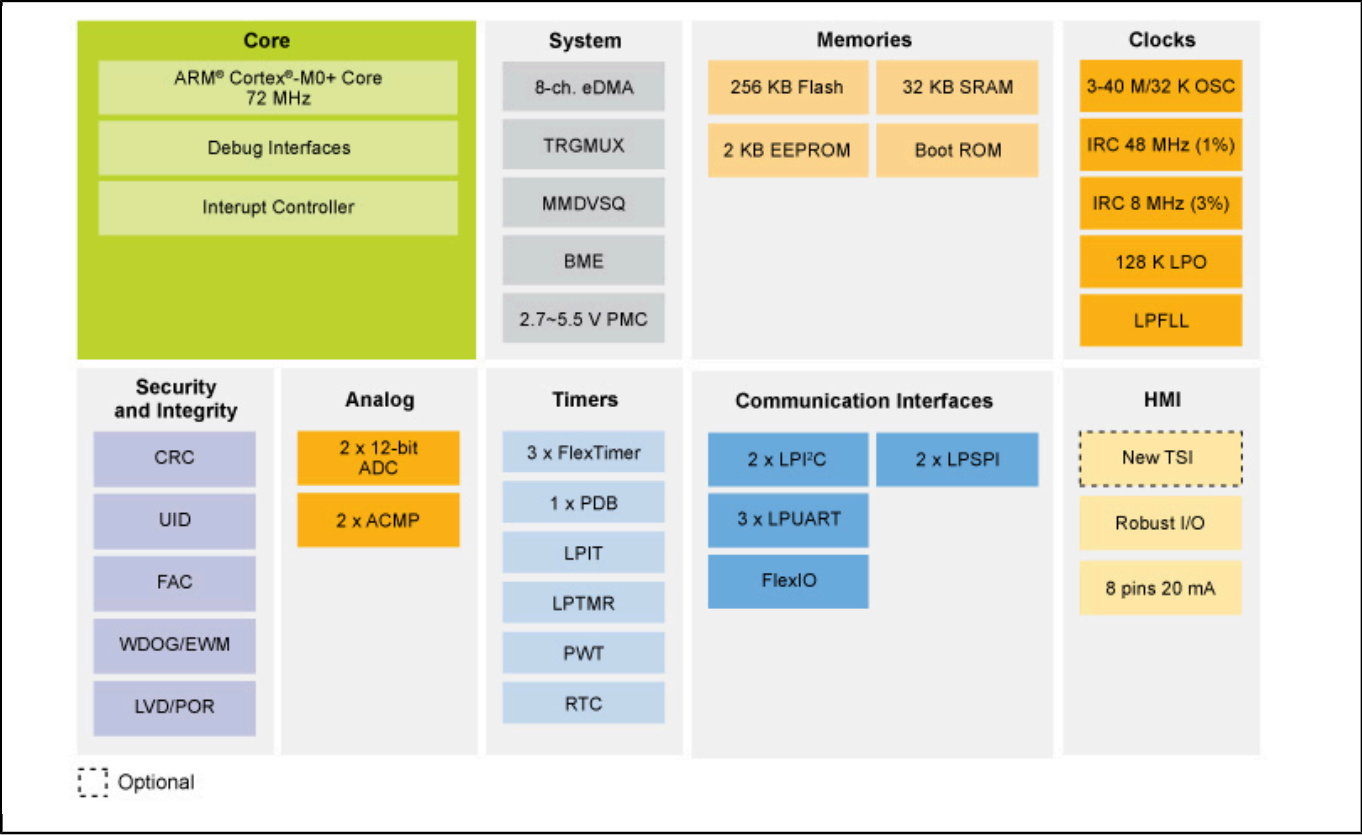 Core
ARM® Cortex®-M0+ Core
72 MHz
Debug Interfaces
Interupt Controller
System
8-ch. eDMA
TRGMUX
MMDVSQ
BME
2.7~5.5 V PMC
Memories
256 KB Flash
32 KB SRAM
2 KB EEPROM
Boot ROM
Clocks
3-40 M/32 K OSC
IRC 48 MHz (1%)
IRC 8 MHz (3%)
128 K LPO
LPFLL
Security
and Integrity
CRC
UID
FAC
WDOG/EWM
LVD/POR
Analog
2 x 12-bit
ADC
2 x ACMP
Timers
3 x FlexTimer
1 x PDB
LPIT
LPTMR
PWT
RTC
Communication Interfaces
2 x LPI²C
2 x LPSPI
3 x LPUART
FlexIO
HMI
New TSI
Robust I/O
8 pins 20 mA
Optional